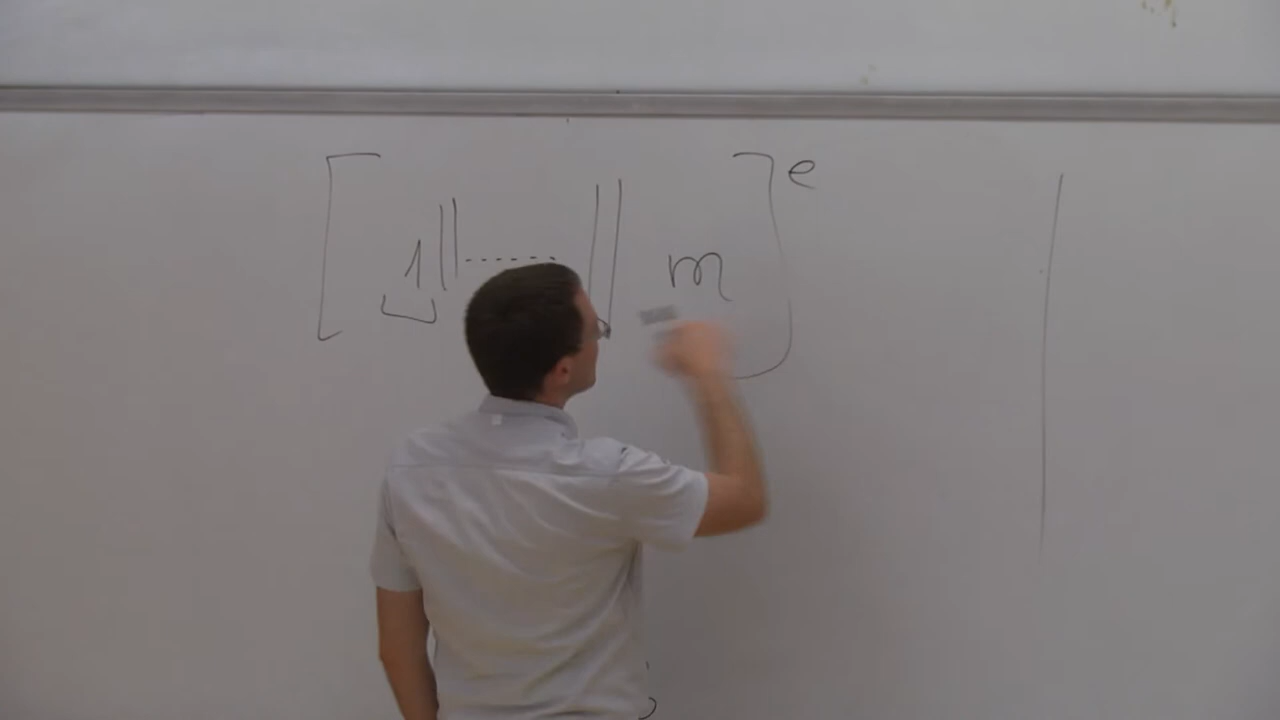 [ 1 || ------ || m ]^e